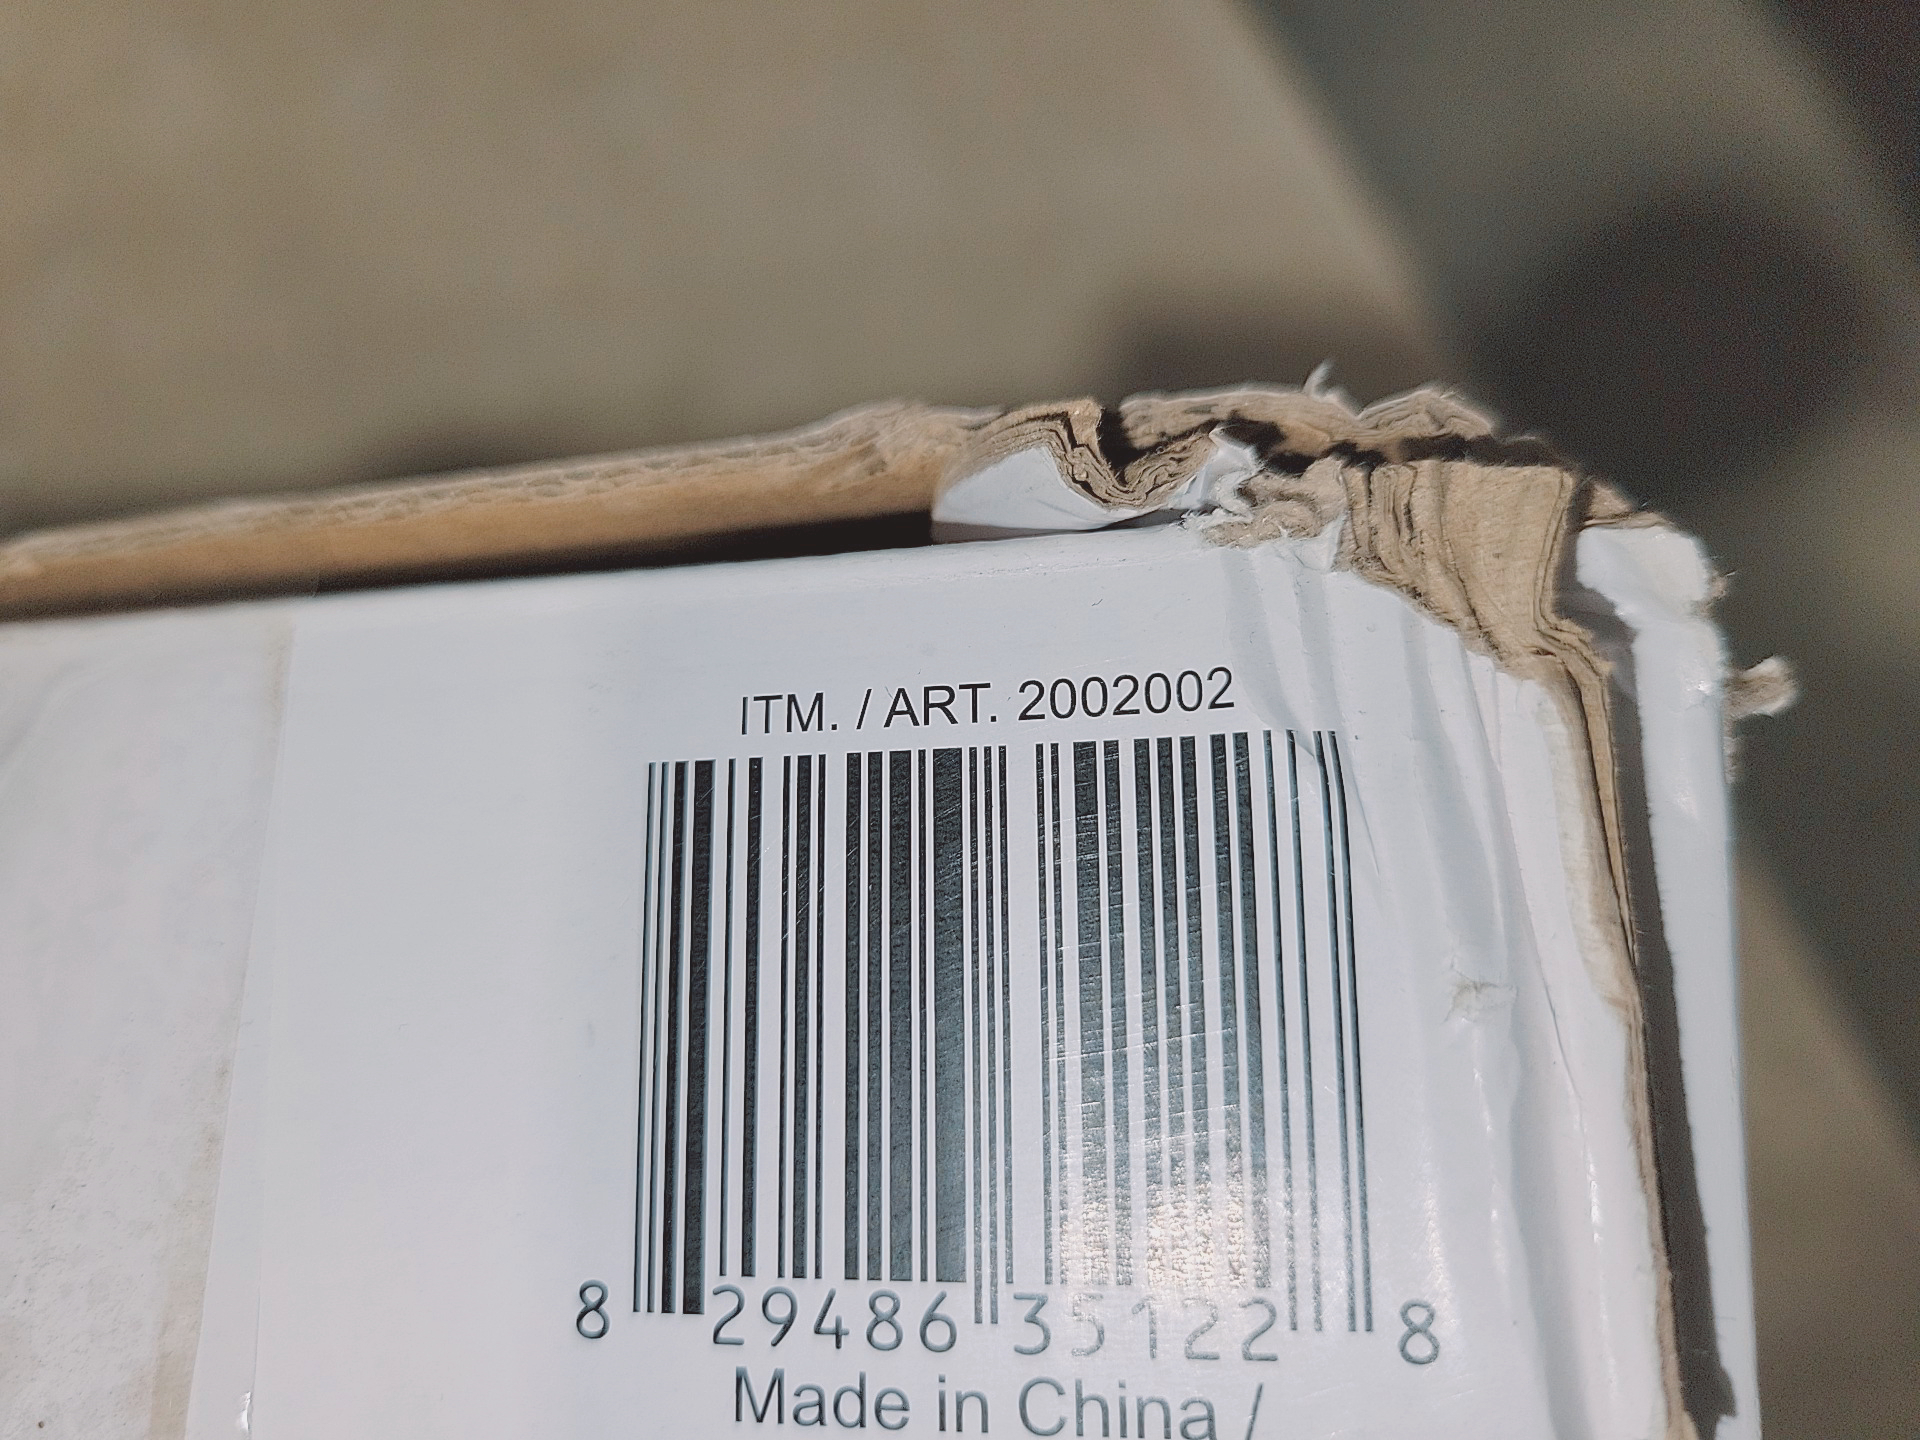 ITM. / ART. 2002002
8 29486 35122 8
Made in China /